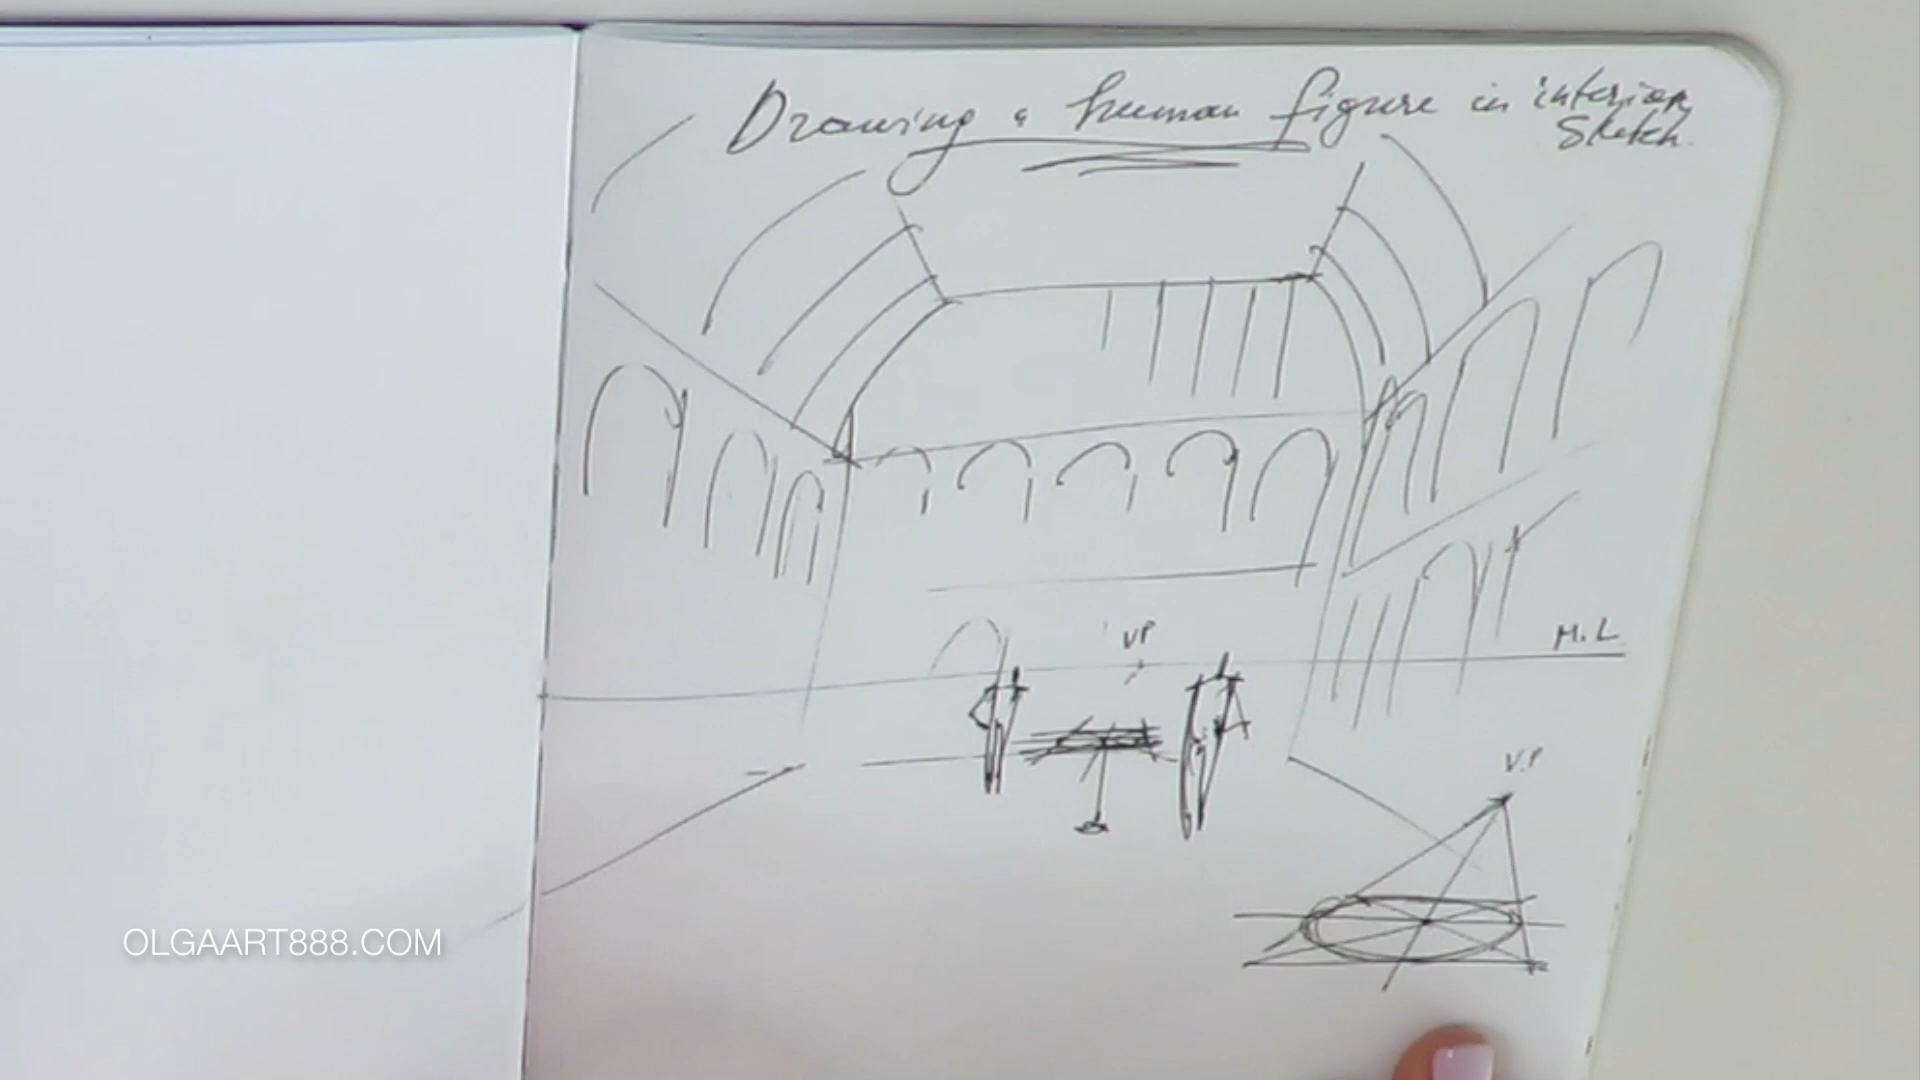 Drawing a human figure in interior
Sketch.
VP
H.L
V.P
OLGAART888.COM